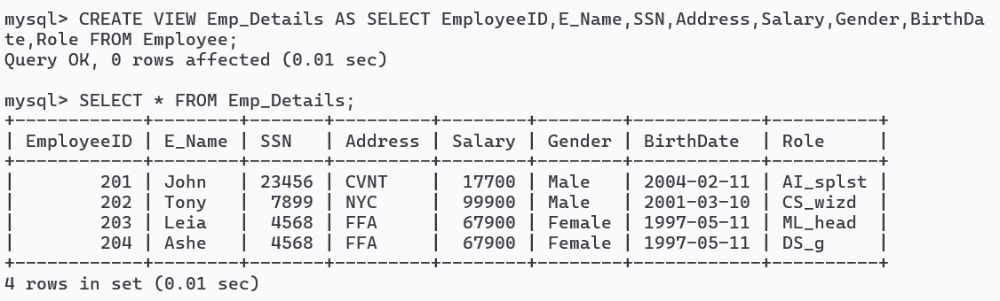 mysql> CREATE VIEW Emp_Details AS SELECT EmployeeID,E_Name,SSN,Address,Salary,Gender,BirthDa
te,Role FROM Employee;
Query OK, 0 rows affected (0.01 sec)

mysql> SELECT * FROM Emp_Details;
+------------+--------+-------+---------+--------+--------+------------+----------+
| EmployeeID | E_Name | SSN   | Address | Salary | Gender | BirthDate  | Role     |
+------------+--------+-------+---------+--------+--------+------------+----------+
|        201 | John   | 23456 | CVNT    |  17700 | Male   | 2004-02-11 | AI_splst |
|        202 | Tony   |  7899 | NYC     |  99900 | Male   | 2001-03-10 | CS_wizd  |
|        203 | Leia   |  4568 | FFA     |  67900 | Female | 1997-05-11 | ML_head  |
|        204 | Ashe   |  4568 | FFA     |  67900 | Female | 1997-05-11 | DS_g     |
+------------+--------+-------+---------+--------+--------+------------+----------+
4 rows in set (0.01 sec)